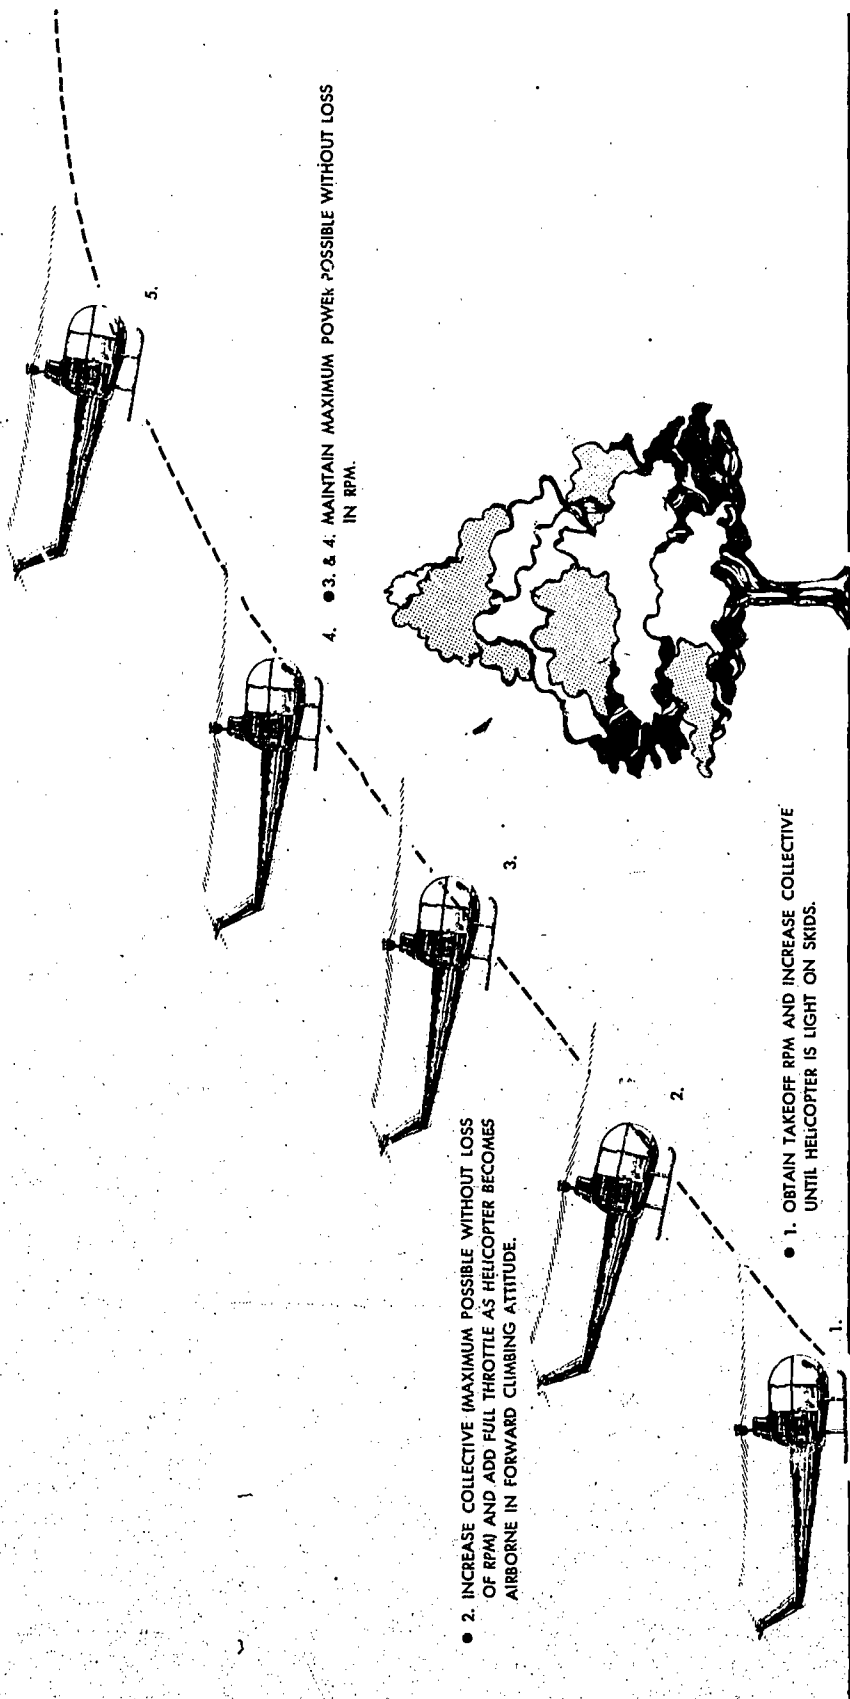 ● 1. OBTAIN TAKEOFF RPM AND INCREASE COLLECTIVE
UNTIL HELICOPTER IS LIGHT ON SKIDS.
● 2. INCREASE COLLECTIVE (MAXIMUM POSSIBLE WITHOUT LOSS
OF RPM) AND ADD FULL THROTTLE AS HELICOPTER BECOMES
AIRBORNE IN FORWARD CLIMBING ATTITUDE.
● 3. & 4. MAINTAIN MAXIMUM POWER POSSIBLE WITHOUT LOSS
IN RPM.
1.
2.
3.
4.
5.